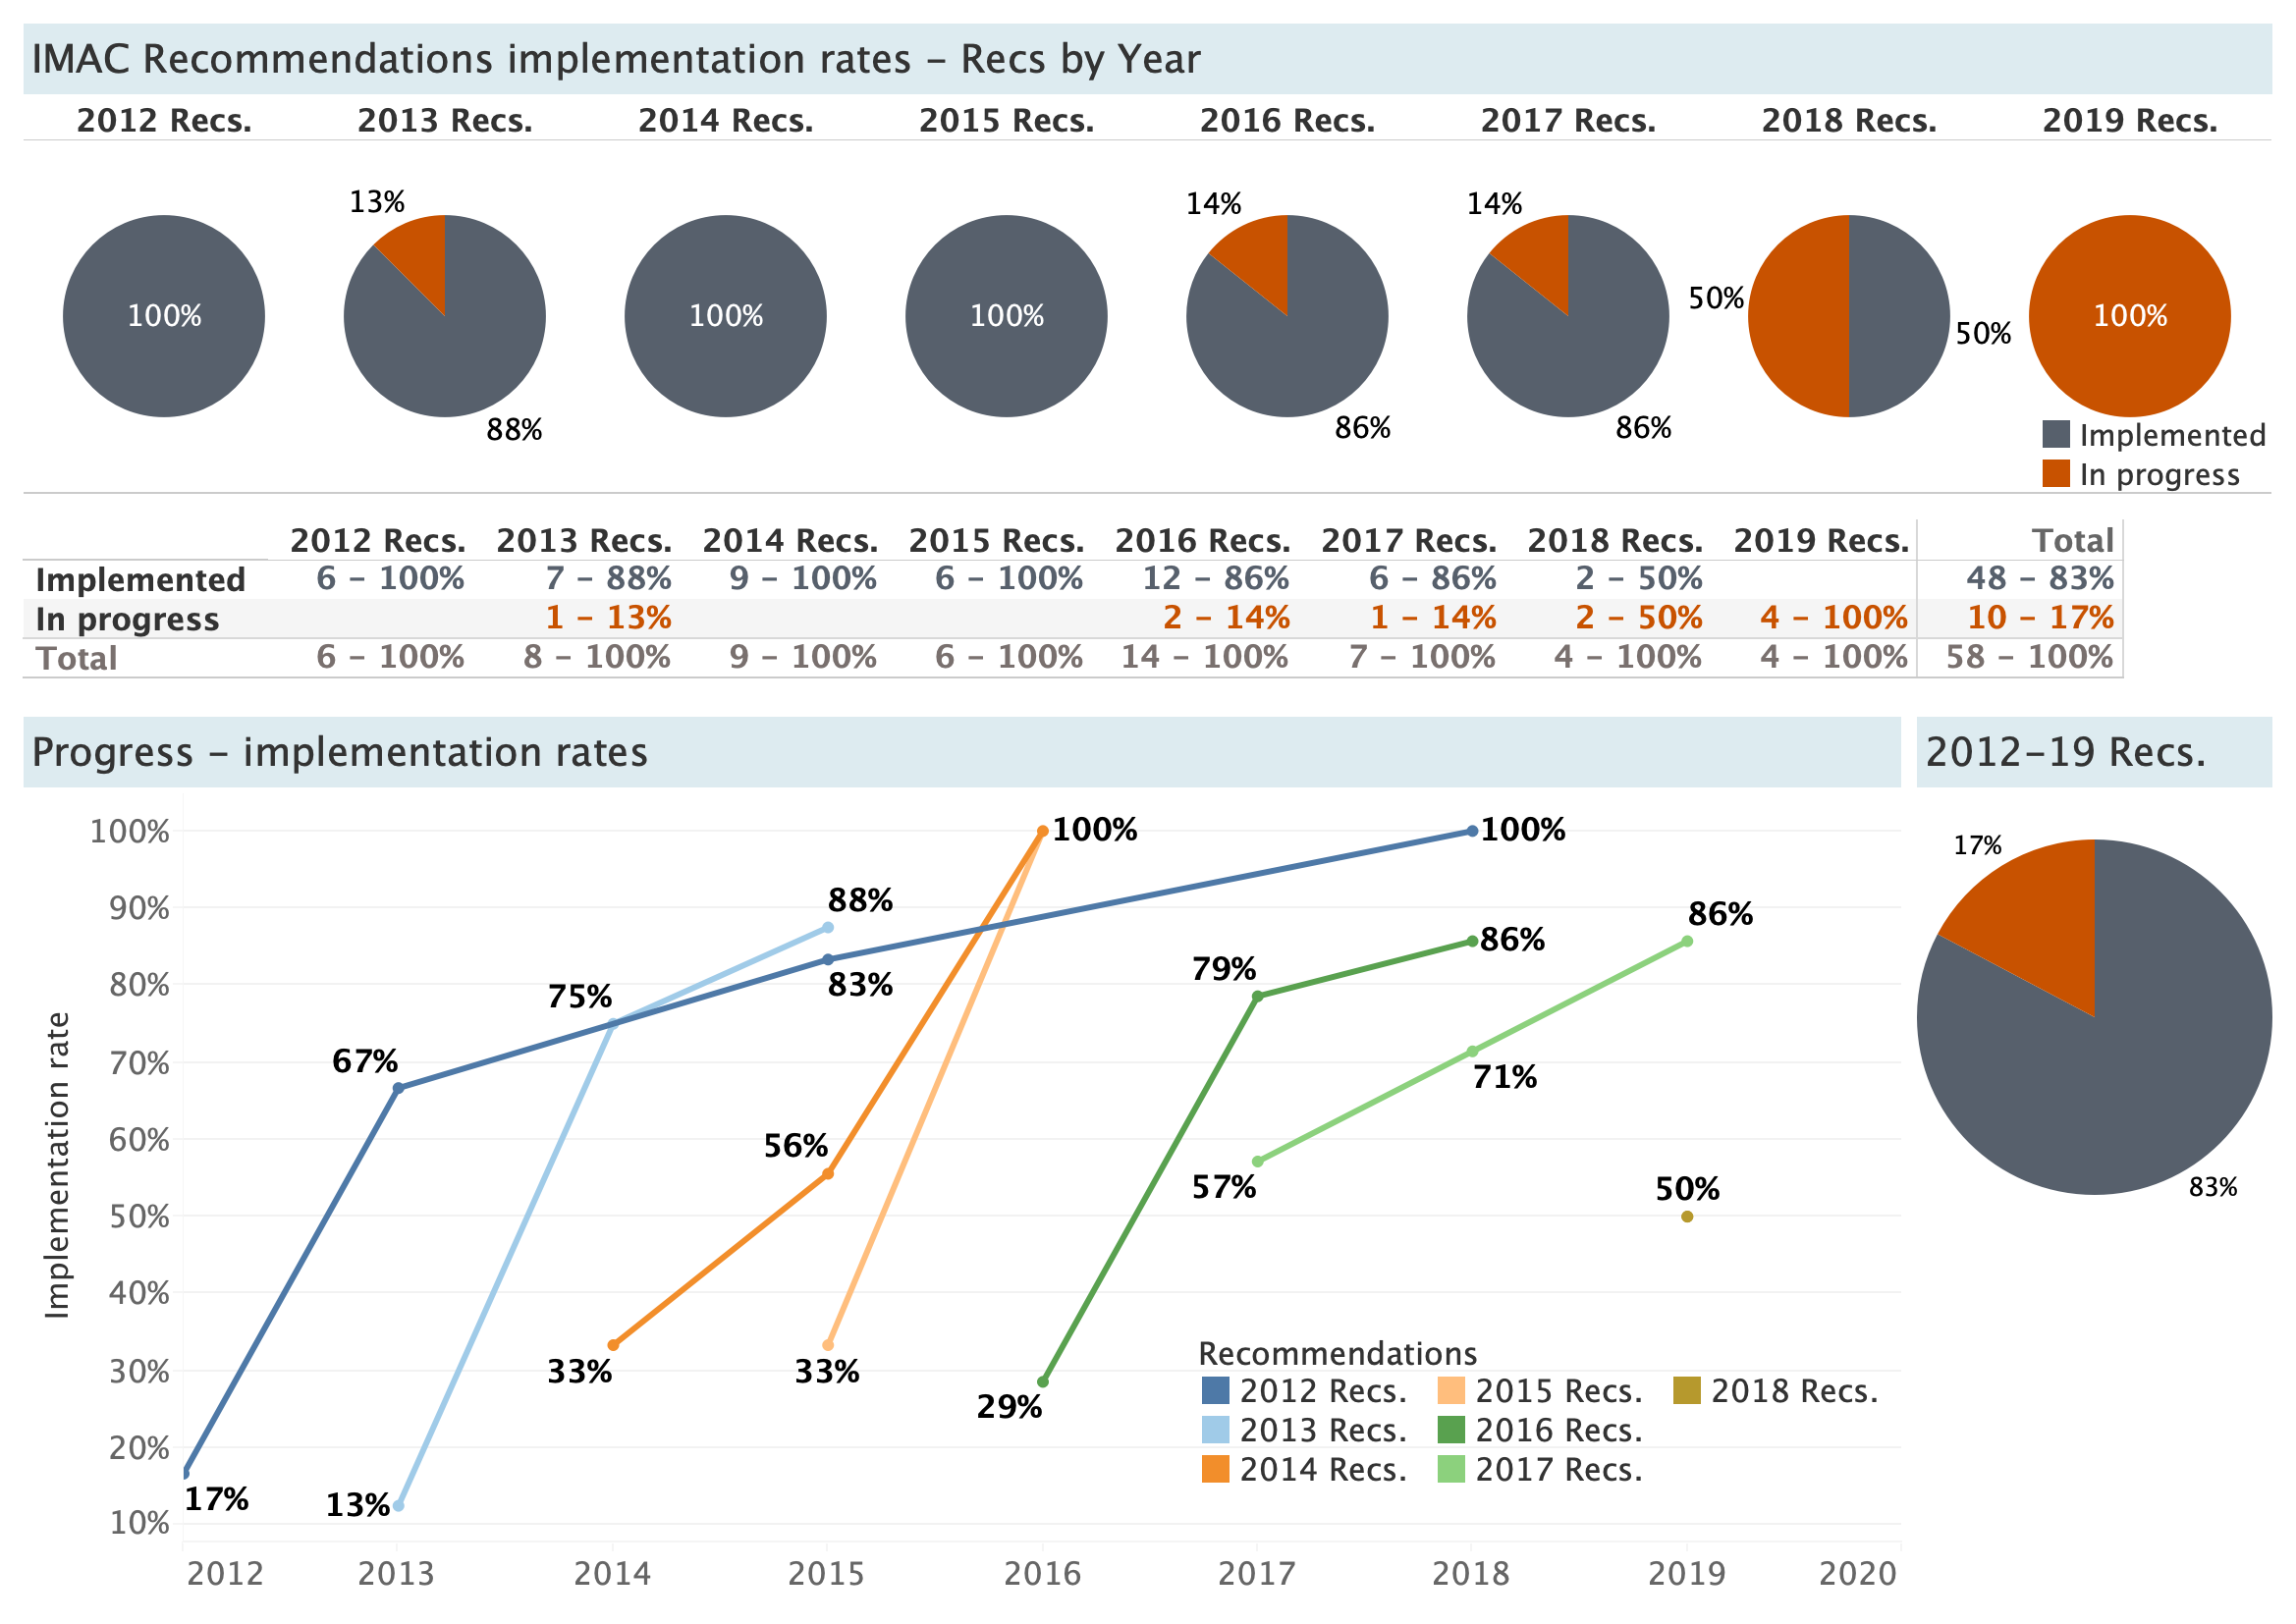 IMAC Recommendations implementation rates – Recs by Year
2012 Recs. 2013 Recs. 2014 Recs. 2015 Recs. 2016 Recs. 2017 Recs. 2018 Recs. 2019 Recs.
13% 14% 14%
100% 100% 100% 50% 50% 100%
88% 86% 86%
Implemented
In progress
2012 Recs. 2013 Recs. 2014 Recs. 2015 Recs. 2016 Recs. 2017 Recs. 2018 Recs. 2019 Recs. Total
Implemented 6 – 100% 7 – 88% 9 – 100% 6 – 100% 12 – 86% 6 – 86% 2 – 50% 48 – 83%
In progress 1 – 13% 2 – 14% 1 – 14% 2 – 50% 4 – 100% 10 – 17%
Total 6 – 100% 8 – 100% 9 – 100% 6 – 100% 14 – 100% 7 – 100% 4 – 100% 4 – 100% 58 – 100%
Progress – implementation rates
Implementation rate
100%
90%
80%
70%
60%
50%
40%
30%
20%
10%
100% 100%
88% 86%
86%
79%
83%
75%
67%
71%
56%
57%
50%
33% 33%
29%
17% 13%
Recommendations
2012 Recs. 2015 Recs. 2018 Recs.
2013 Recs. 2016 Recs.
2014 Recs. 2017 Recs.
2012 2013 2014 2015 2016 2017 2018 2019 2020
2012–19 Recs.
17%
83%